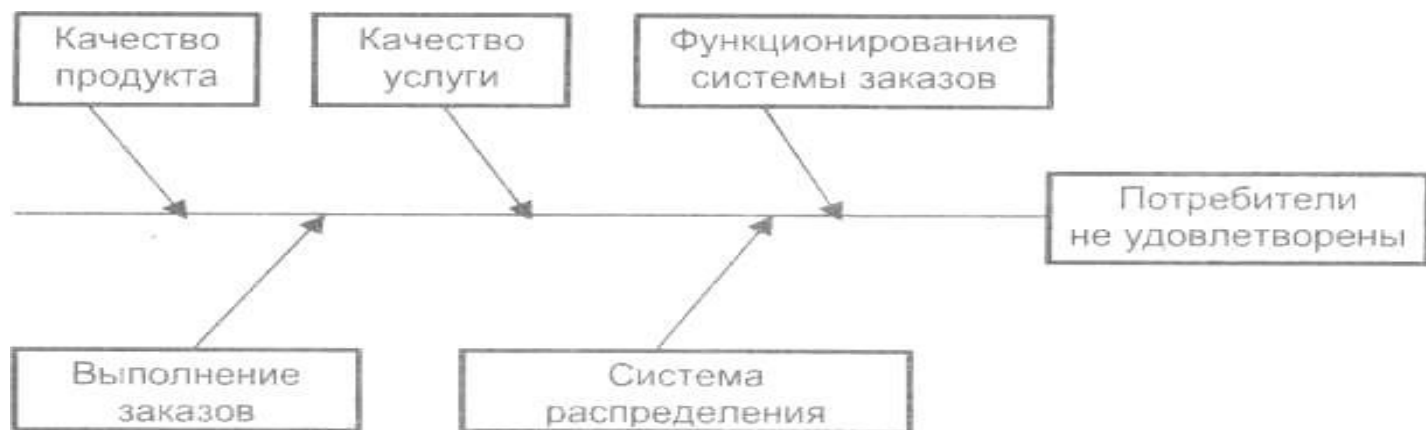 Качество
продукта
Качество
услуги
Функционирование
системы заказов
Потребители
не удовлетворены
Выполнение
заказов
Система
распределения